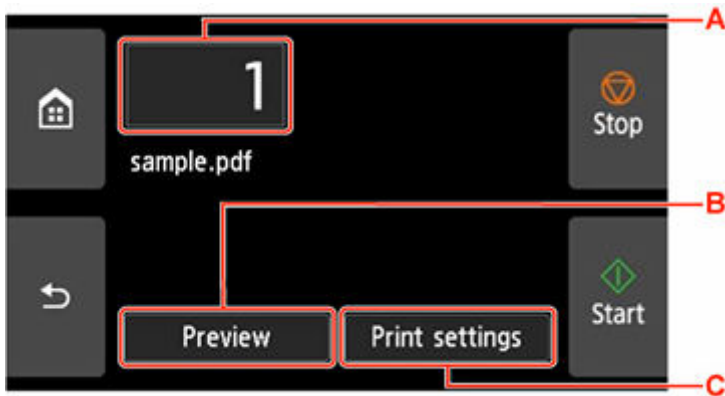 A
1
Stop
sample.pdf
B
Start
Preview
Print settings
C